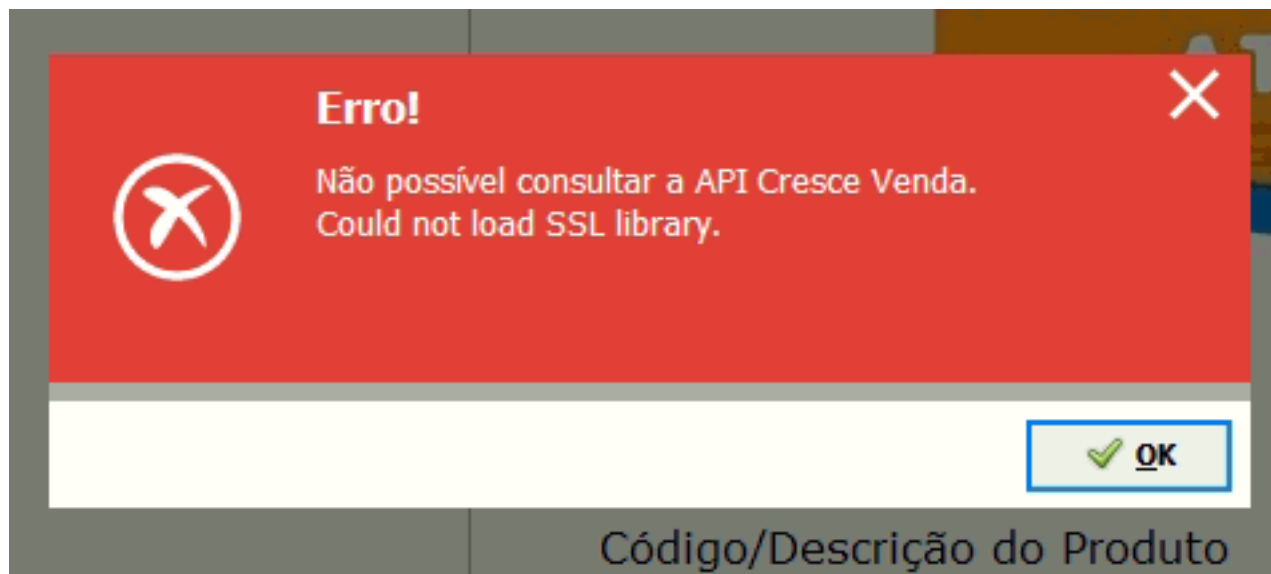 Erro!
Não possível consultar a API Cresce Venda.
Could not load SSL library.
OK
Código/Descrição do Produto